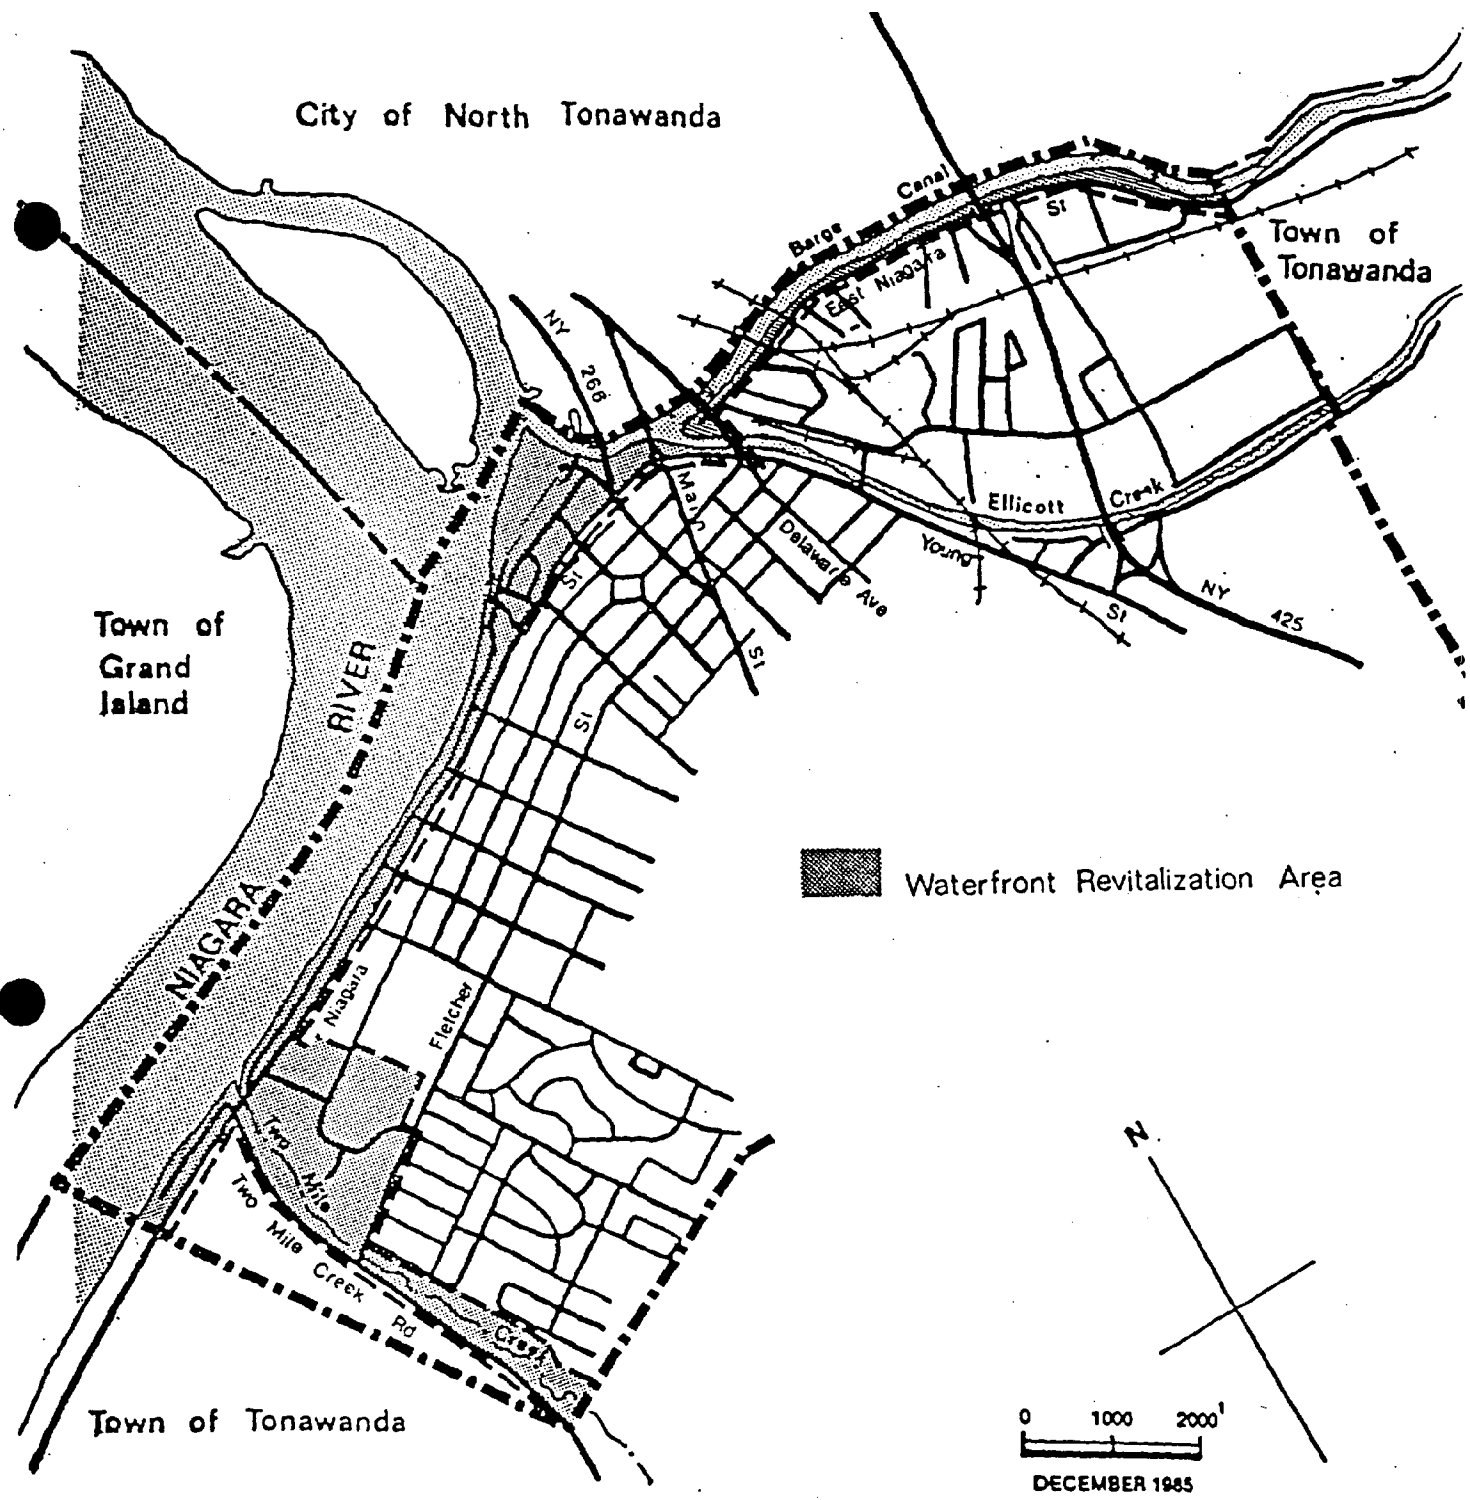 City of North Tonawanda
Barge
Canal
St
Town of
Tonawanda
East Niagara
NY
266
Main
Ellicott
Creek
Delaware Ave
Young
St
NY
425
St
St
Town of
Grand
Island
RIVER
St
NIAGARA
Waterfront Revitalization Area
Niagara
Fletcher
Two
Mile
Creek
Two
Mile
Creek
Rd
Town of Tonawanda
N
0 1000 2000'
DECEMBER 1985